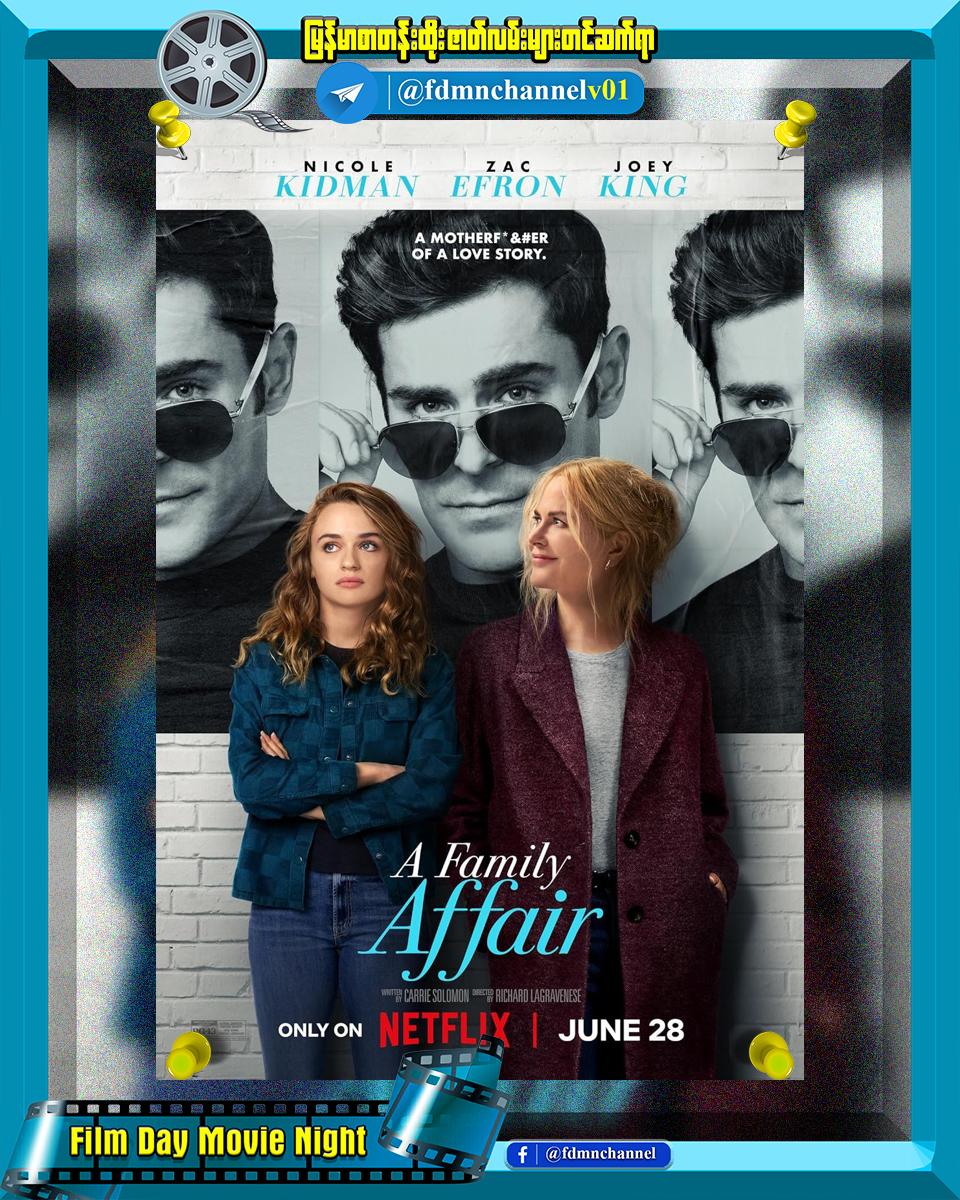 မြန်မာစာတန်းထိုးဇာတ်လမ်းများတင်ဆက်ရာ
@fdmnchannelv01
NICOLE KIDMAN
ZAC EFRON
JOEY KING
A MOTHERF*&#ER
OF A LOVE STORY.
A Family
Affair
WRITTEN BY CARRIE SOLOMON DIRECTED BY RICHARD LAGRAVENESE
ONLY ON NETFLIX | JUNE 28
Film Day Movie Night
@fdmnchannel